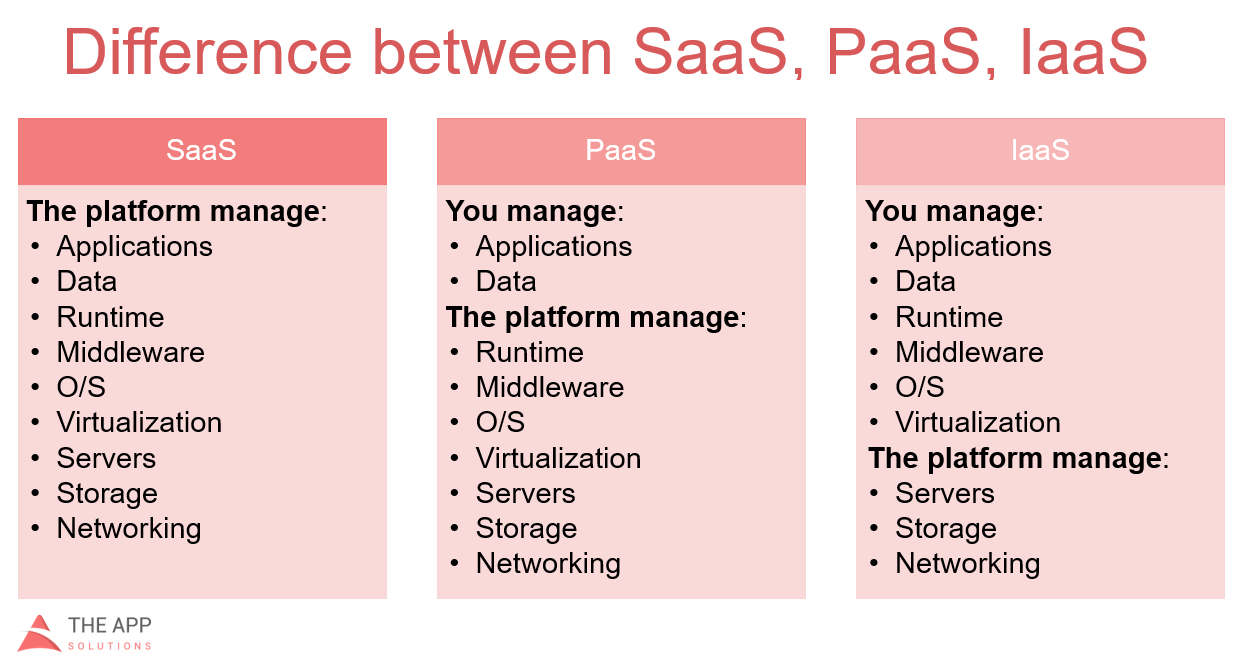 Difference between SaaS, PaaS, IaaS
SaaS
The platform manage:
• Applications
• Data
• Runtime
• Middleware
• O/S
• Virtualization
• Servers
• Storage
• Networking
PaaS
You manage:
• Applications
• Data
The platform manage:
• Runtime
• Middleware
• O/S
• Virtualization
• Servers
• Storage
• Networking
IaaS
You manage:
• Applications
• Data
• Runtime
• Middleware
• O/S
• Virtualization
The platform manage:
• Servers
• Storage
• Networking
THE APP
SOLUTIONS